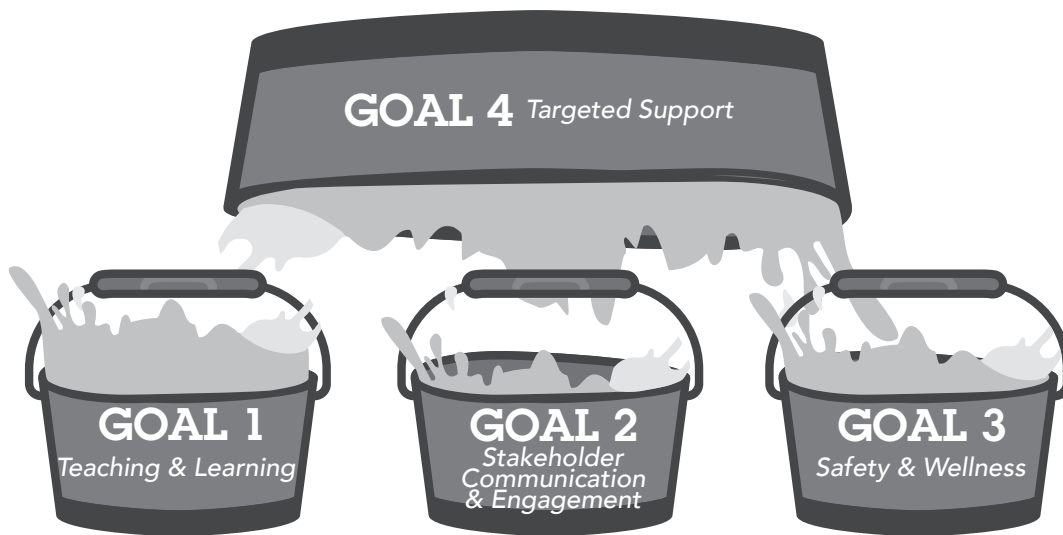 GOAL 4 Targeted Support
GOAL 1
Teaching & Learning
GOAL 2
Stakeholder
Communication
& Engagement
GOAL 3
Safety & Wellness